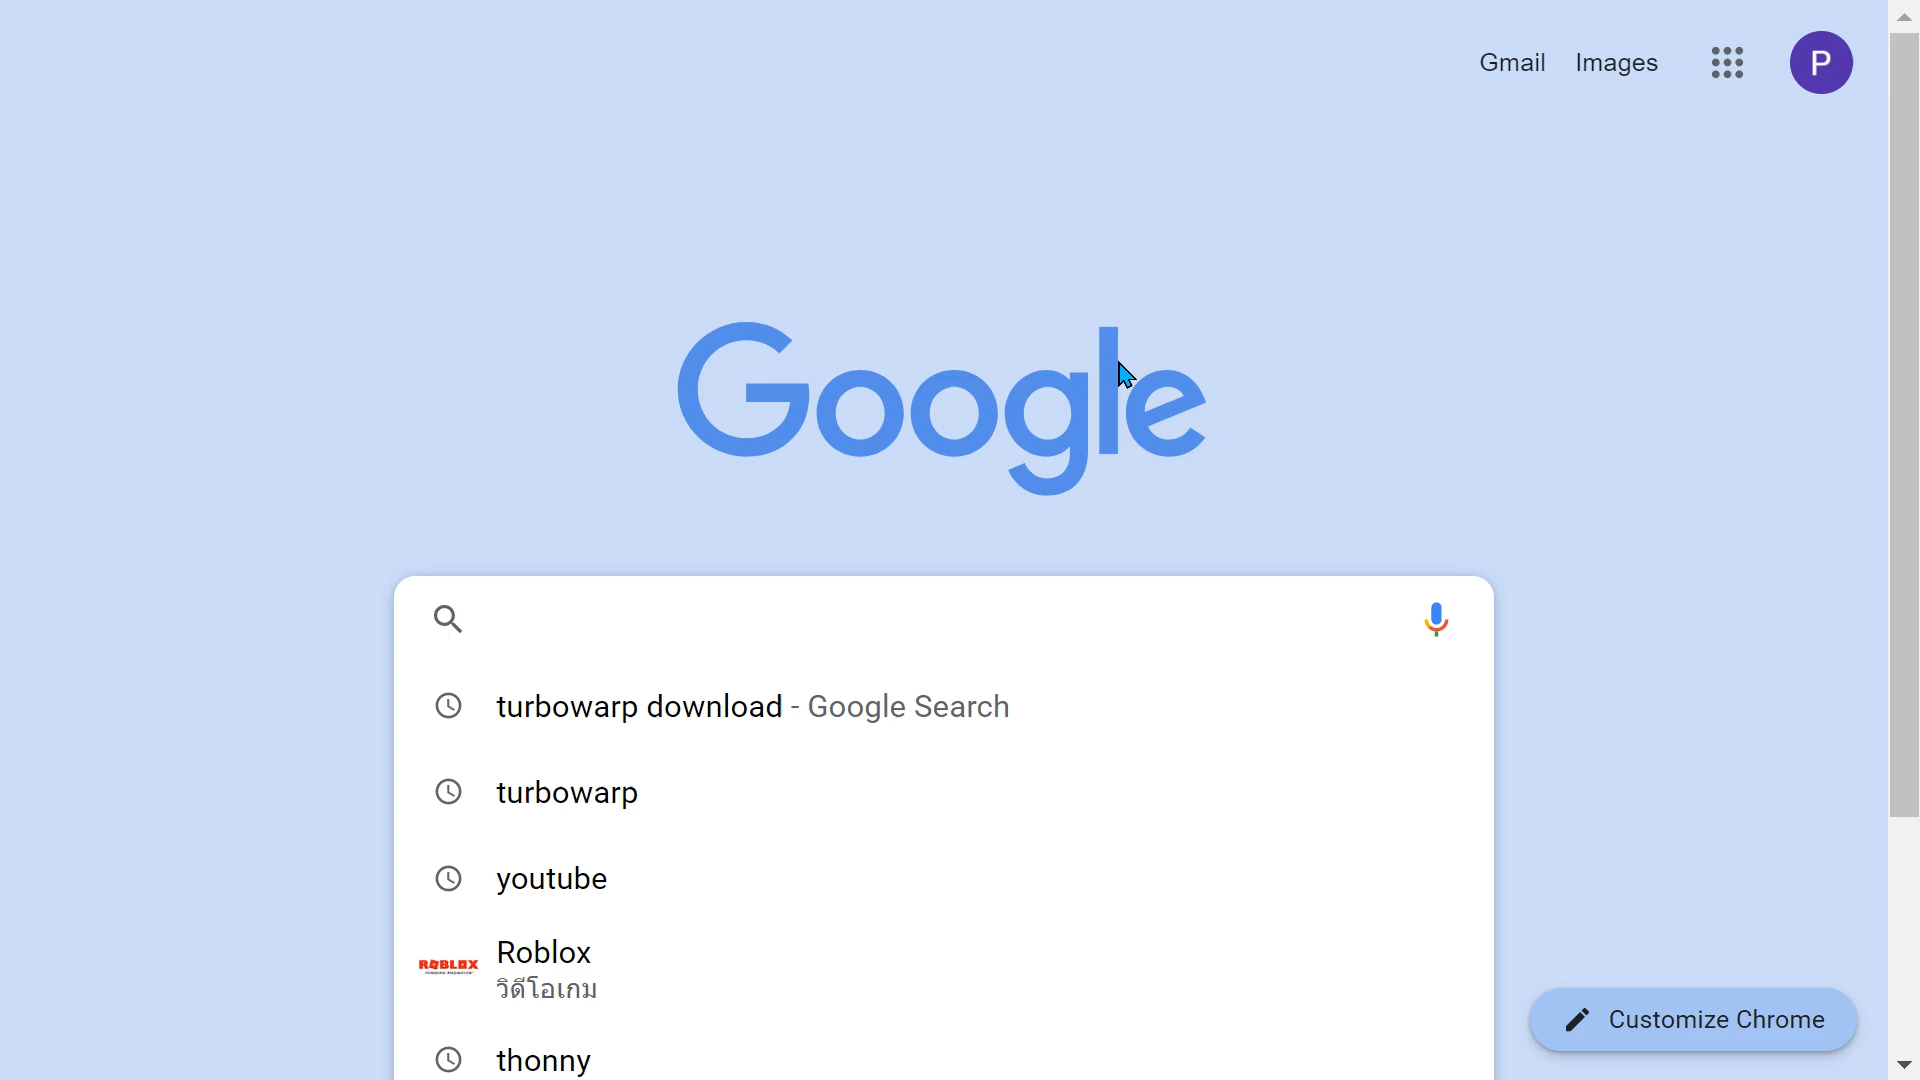 Gmail Images P
Google
turbowarp download - Google Search
turbowarp
youtube
ROBLOX
Roblox
วิดีโอเกม
thonny
Customize Chrome